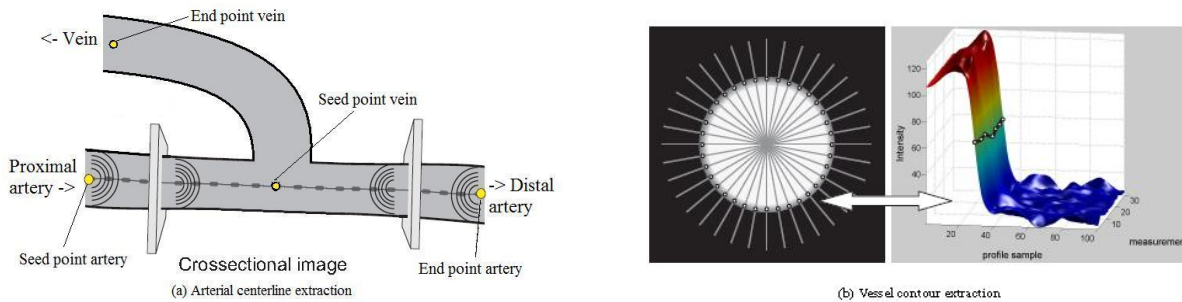 End point vein
<- Vein
Seed point vein
Proximal
artery ->
-> Distal
artery
Seed point artery
End point artery
Crossectional image
(a) Arterial centerline extraction
120
100
80
60
40
Intensity
20
40
60
80
100
profile sample
10
20
30
measuremen
(b) Vessel contour extraction